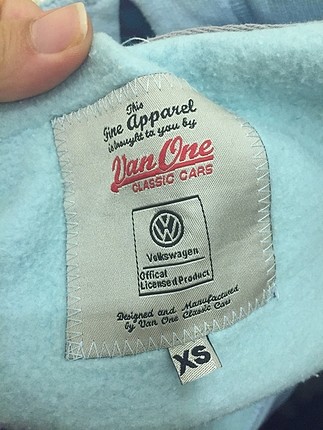 This
Fine Apparel
is brought to you by
Van One
CLASSIC CARS
Volkswagen
Offical
Licensed Product
Designed and Manufactured
by Van One Classic Cars
XS